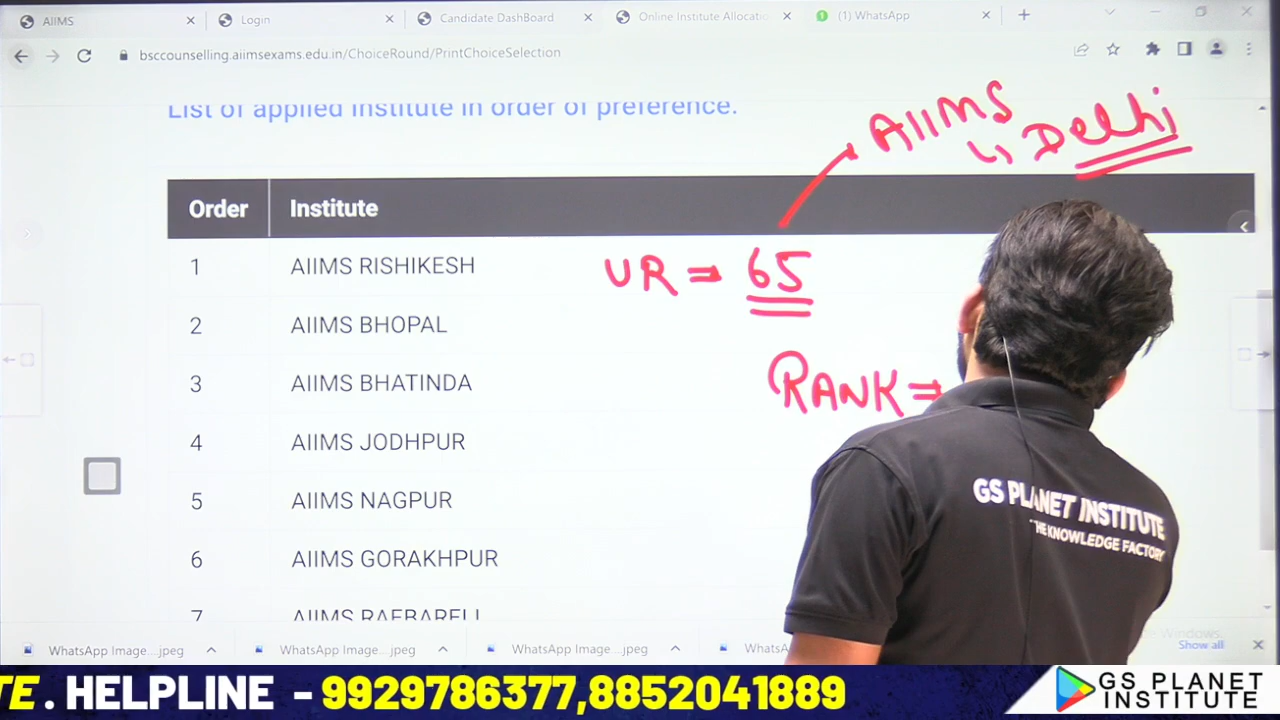 AIIMS
Login
Candidate DashBoard
Online Institute Allocatio
(1) WhatsApp
bsccounselling.aiimsexams.edu.in/ChoiceRound/PrintChoiceSelection
List of applied institute in order of preference.
AIIMS
↳ Delhi
Order Institute
1 AIIMS RISHIKESH
UR ⇒ 65
2 AIIMS BHOPAL
3 AIIMS BHATINDA
RANK ⇒
4 AIIMS JODHPUR
5 AIIMS NAGPUR
GS PLANET INSTITUTE
THE KNOWLEDGE FACTORY
6 AIIMS GORAKHPUR
7 AIIMS RAEBARELI
Windows.
WhatsApp Image....jpeg
WhatsApp Image....jpeg
WhatsApp Image....jpeg
Whats
Show all
TE . HELPLINE - 9929786377,8852041889
GS PLANET
INSTITUTE